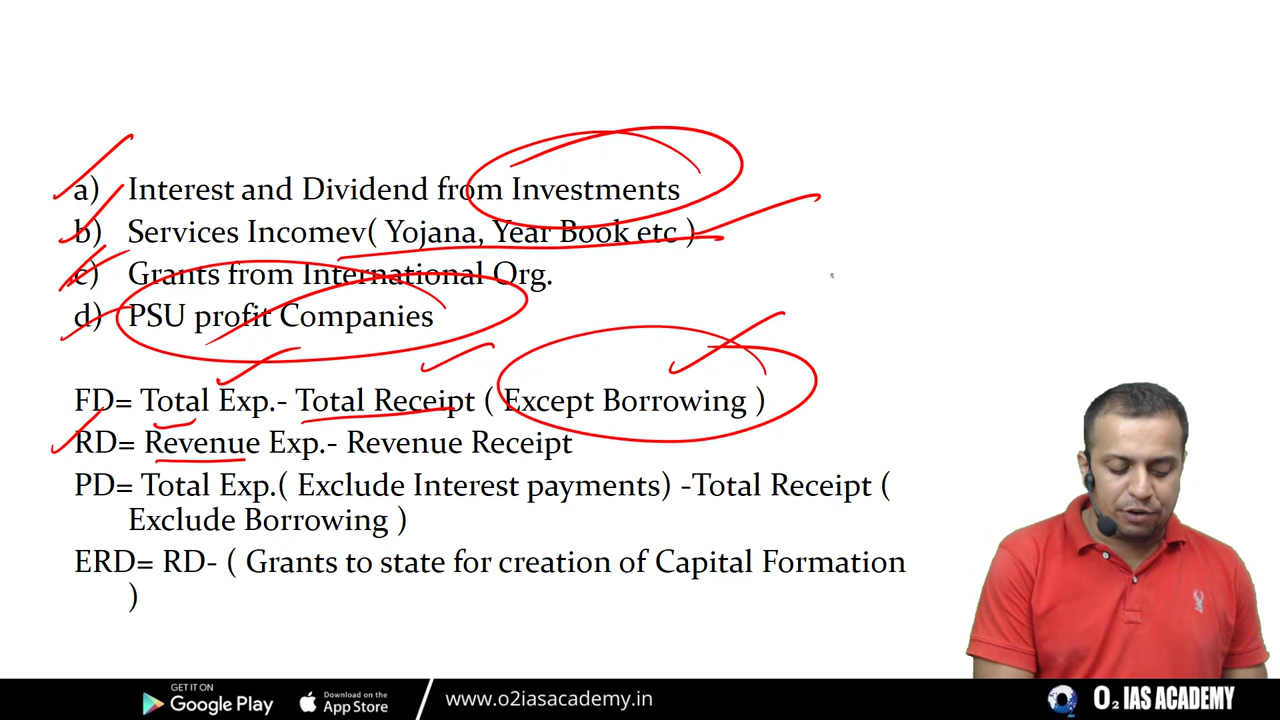 a) Interest and Dividend from Investments
b) Services Incomev( Yojana, Year Book etc )
c) Grants from International Org.
d) PSU profit Companies
FD= Total Exp.- Total Receipt ( Except Borrowing )
RD= Revenue Exp.- Revenue Receipt
PD= Total Exp.( Exclude Interest payments) -Total Receipt (
Exclude Borrowing )
ERD= RD- ( Grants to state for creation of Capital Formation
)
GET IT ON
Google Play
Download on the
App Store
www.o2iasacademy.in
O2 IAS ACADEMY